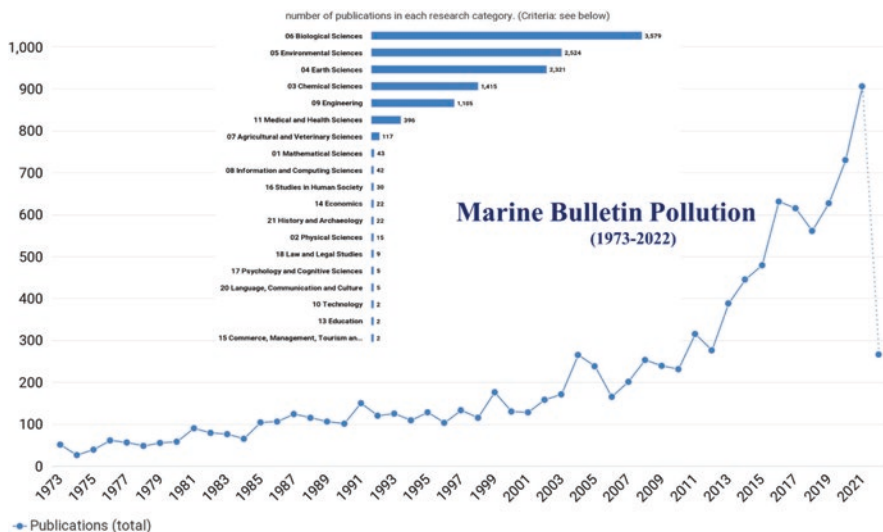 number of publications in each research category. (Criteria: see below)
06 Biological Sciences 3,579
05 Environmental Sciences 2,524
04 Earth Sciences 2,321
03 Chemical Sciences 1,415
09 Engineering 1,105
11 Medical and Health Sciences 396
07 Agricultural and Veterinary Sciences 117
01 Mathematical Sciences 43
08 Information and Computing Sciences 42
16 Studies in Human Society 30
14 Economics 22
21 History and Archaeology 22
02 Physical Sciences 15
18 Law and Legal Studies 9
17 Psychology and Cognitive Sciences 5
20 Language, Communication and Culture 5
10 Technology 2
13 Education 2
15 Commerce, Management, Tourism an... 2
Marine Bulletin Pollution
(1973-2022)
1,000
900
800
700
600
500
400
300
200
100
0
1973
1975
1977
1979
1981
1983
1985
1987
1989
1991
1993
1995
1997
1999
2001
2003
2005
2007
2009
2011
2013
2015
2017
2019
2021
Publications (total)